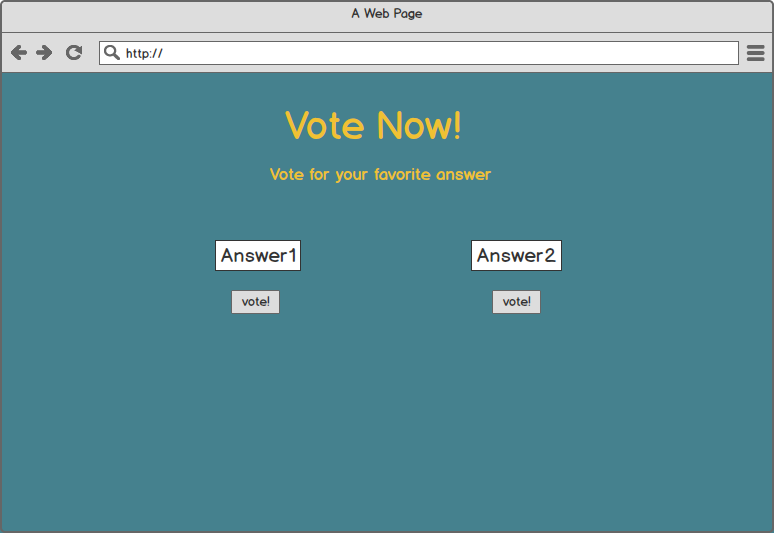 A Web Page
http://
Vote Now!
Vote for your favorite answer
Answer1 Answer2
vote! vote!